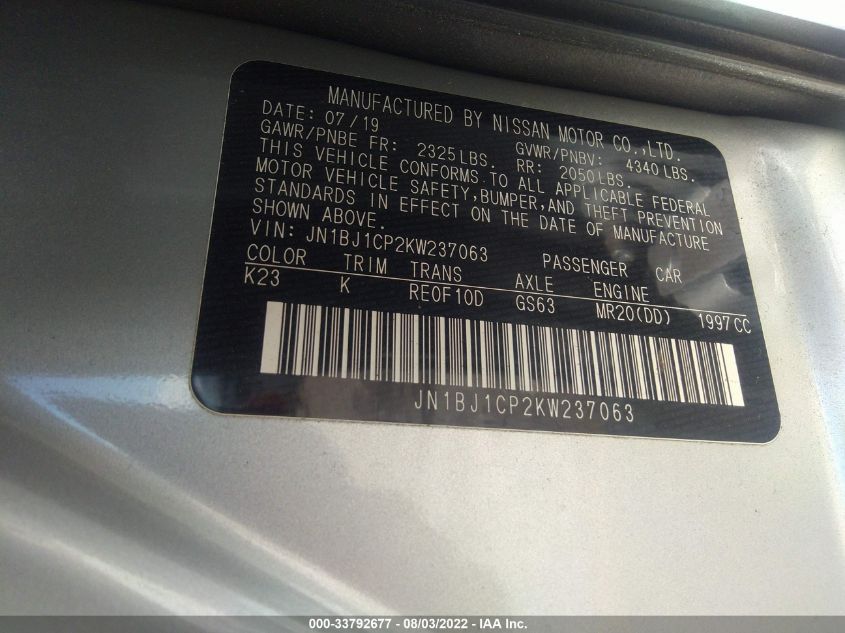 MANUFACTURED BY NISSAN MOTOR CO.,LTD.
DATE: 07/19
GAWR/PNBE FR: 2325LBS. GVWR/PNBV: 4340LBS.
RR: 2050LBS.
THIS VEHICLE CONFORMS TO ALL APPLICABLE FEDERAL
MOTOR VEHICLE SAFETY,BUMPER,AND THEFT PREVENTION
STANDARDS IN EFFECT ON THE DATE OF MANUFACTURE
SHOWN ABOVE.
VIN: JN1BJ1CP2KW237063 PASSENGER CAR
COLOR TRIM TRANS AXLE ENGINE
K23 K RE0F10D GS63 MR20(DD) 1997CC
JN1BJ1CP2KW237063
000-33792677 - 08/03/2022 - IAA Inc.